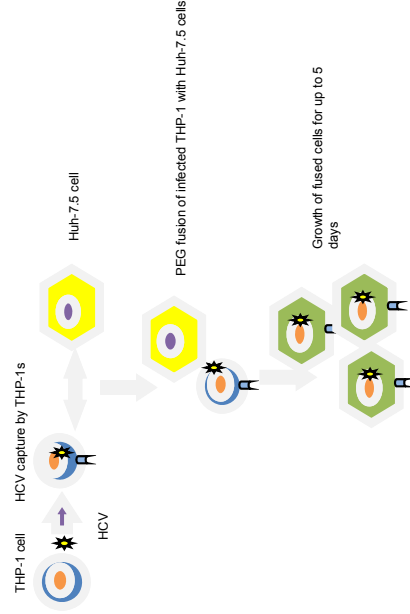 THP-1 cell
HCV capture by THP-1s
HCV
Huh-7.5 cell
PEG fusion of infected THP-1 with Huh-7.5 cells
Growth of fused cells for up to 5
days